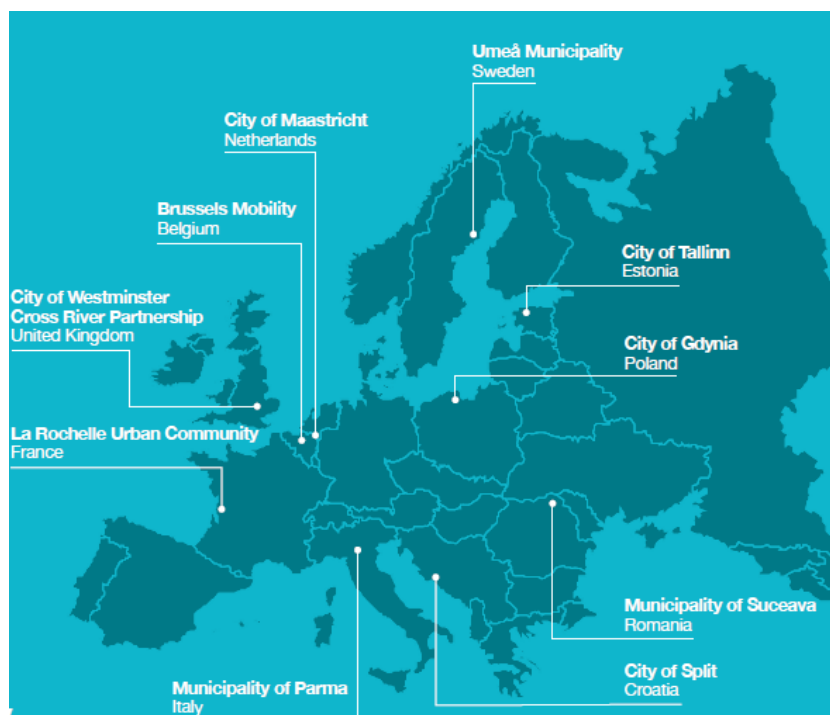 Umeå Municipality
Sweden
City of Maastricht
Netherlands
Brussels Mobility
Belgium
City of Tallinn
Estonia
City of Westminster
Cross River Partnership
United Kingdom
City of Gdynia
Poland
La Rochelle Urban Community
France
Municipality of Suceava
Romania
City of Split
Croatia
Municipality of Parma
Italy